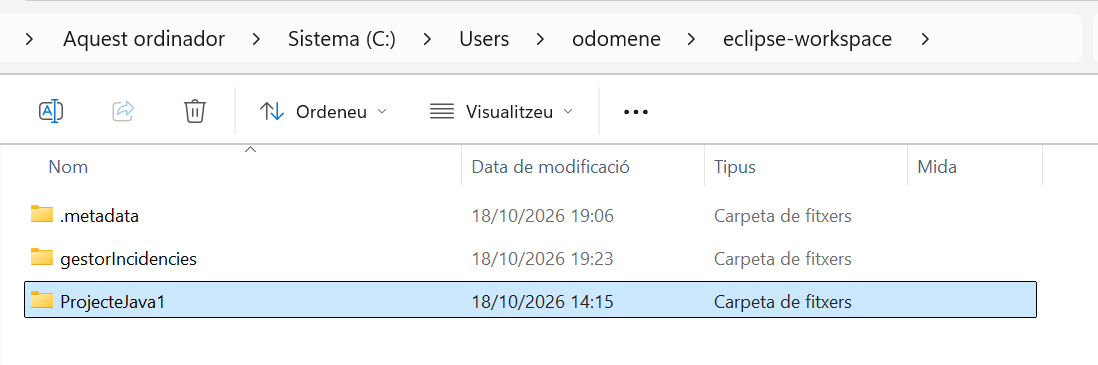 Aquest ordinador > Sistema (C:) > Users > odomene > eclipse-workspace >
Ordeneu Visualitzeu ...
Nom Data de modificació Tipus Mida
.metadata 18/10/2026 19:06 Carpeta de fitxers
gestorIncidencies 18/10/2026 19:23 Carpeta de fitxers
ProjecteJava1 18/10/2026 14:15 Carpeta de fitxers